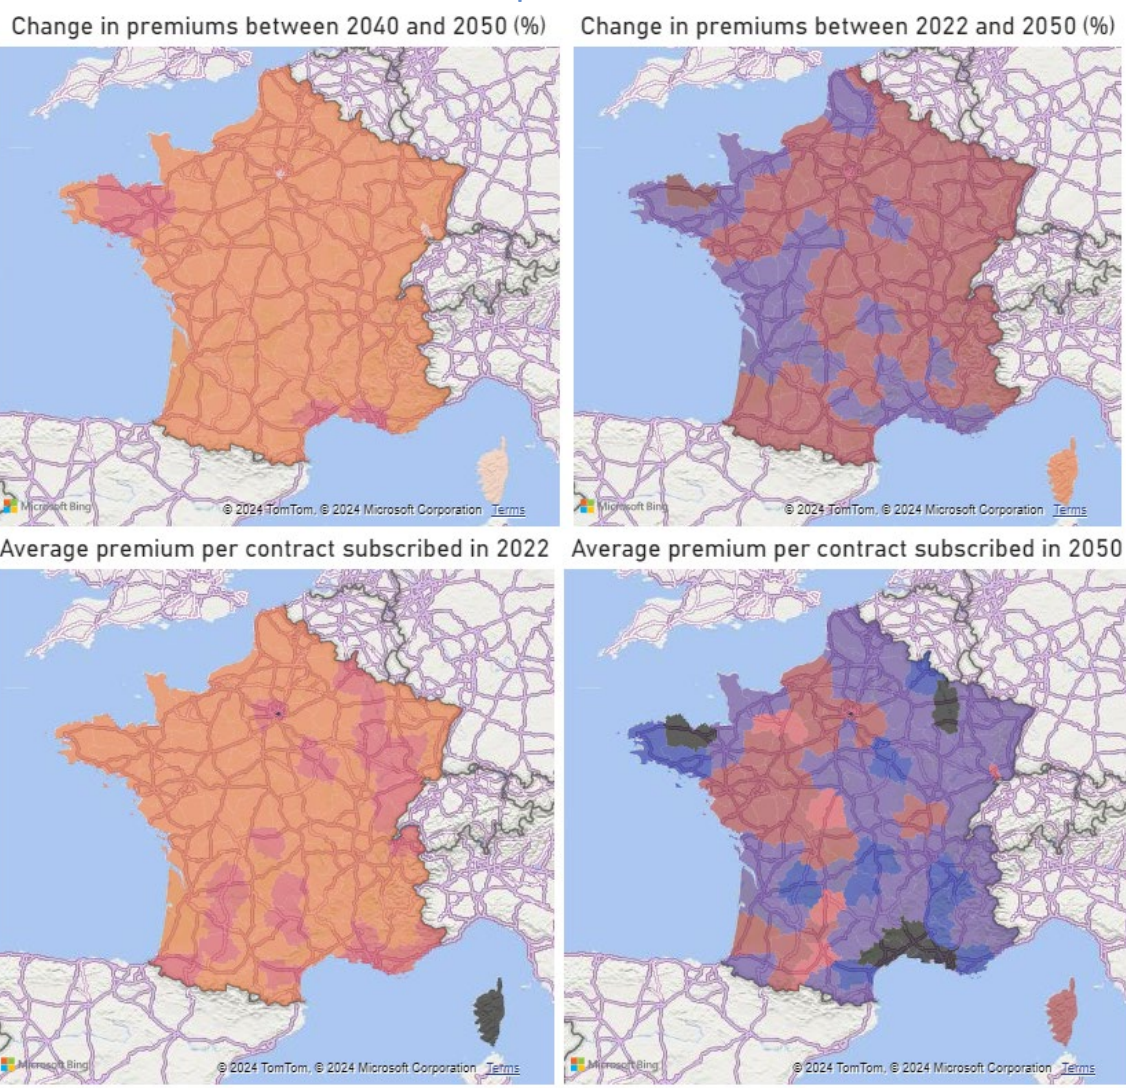 Change in premiums between 2040 and 2050 (%)
Change in premiums between 2022 and 2050 (%)
Microsoft Bing
© 2024 TomTom, © 2024 Microsoft Corporation Terms
Microsoft Bing
© 2024 TomTom, © 2024 Microsoft Corporation Terms
Average premium per contract subscribed in 2022
Average premium per contract subscribed in 2050
Microsoft Bing
© 2024 TomTom, © 2024 Microsoft Corporation Terms
Microsoft Bing
© 2024 TomTom, © 2024 Microsoft Corporation Terms